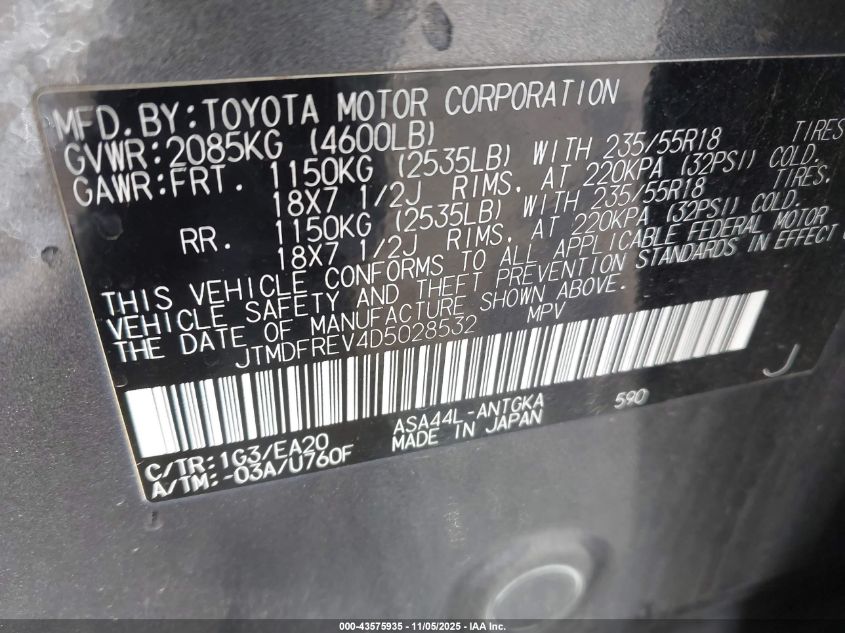 MFD.BY:TOYOTA MOTOR CORPORATION
GVWR:2085KG (4600LB)
GAWR:FRT. 1150KG (2535LB) WITH 235/55R18 TIRES
18X7 1/2J RIMS, AT 220KPA (32PSI) COLD.
RR. 1150KG (2535LB) WITH 235/55R18 TIRES.
18X7 1/2J RIMS, AT 220KPA (32PSI) COLD.
THIS VEHICLE CONFORMS TO ALL APPLICABLE FEDERAL MOTOR
VEHICLE SAFETY AND THEFT PREVENTION STANDARDS IN EFFECT
THE DATE OF MANUFACTURE SHOWN ABOVE.
JTMDFREV4D5028532 MPV
J
C/TR:1G3/EA20 ASA44L-ANTGKA 590
A/TM:-03A/U760F MADE IN JAPAN
000-43575935 - 11/05/2025 - IAAI.COM